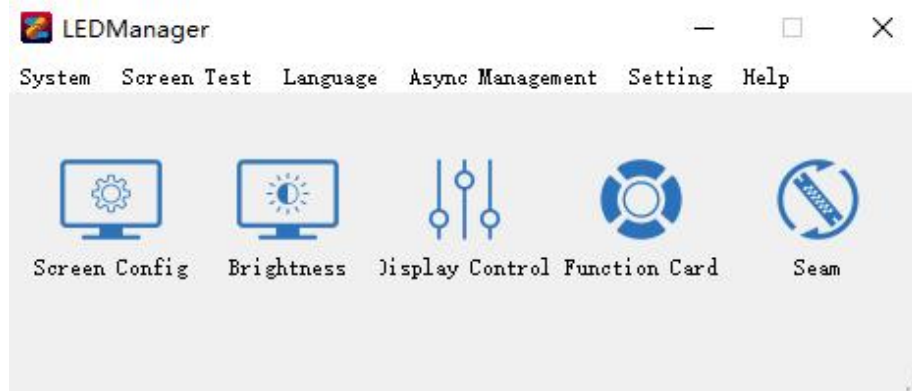 LEDManager
System Screen Test Language Async Management Setting Help
Screen Config Brightness Display Control Function Card Seam